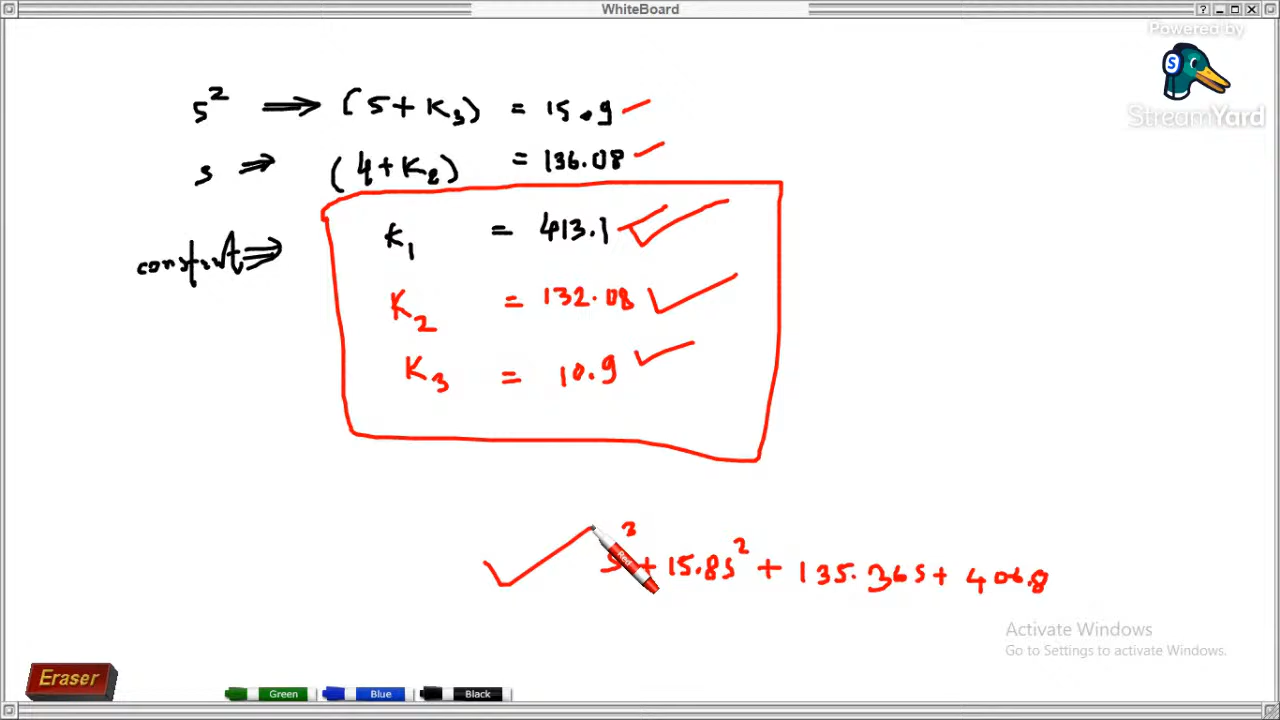 WhiteBoard
Powered by
StreamYard
s² ⇒ (5+K₃) = 15.9
s ⇒ (4+K₂) = 136.08
constant ⇒ K₁ = 413.1
K₂ = 132.08
K₃ = 10.9
s³ + 15.8s² + 135.36s + 406.8
Activate Windows
Go to Settings to activate Windows.
Eraser
Green
Blue
Black
Red